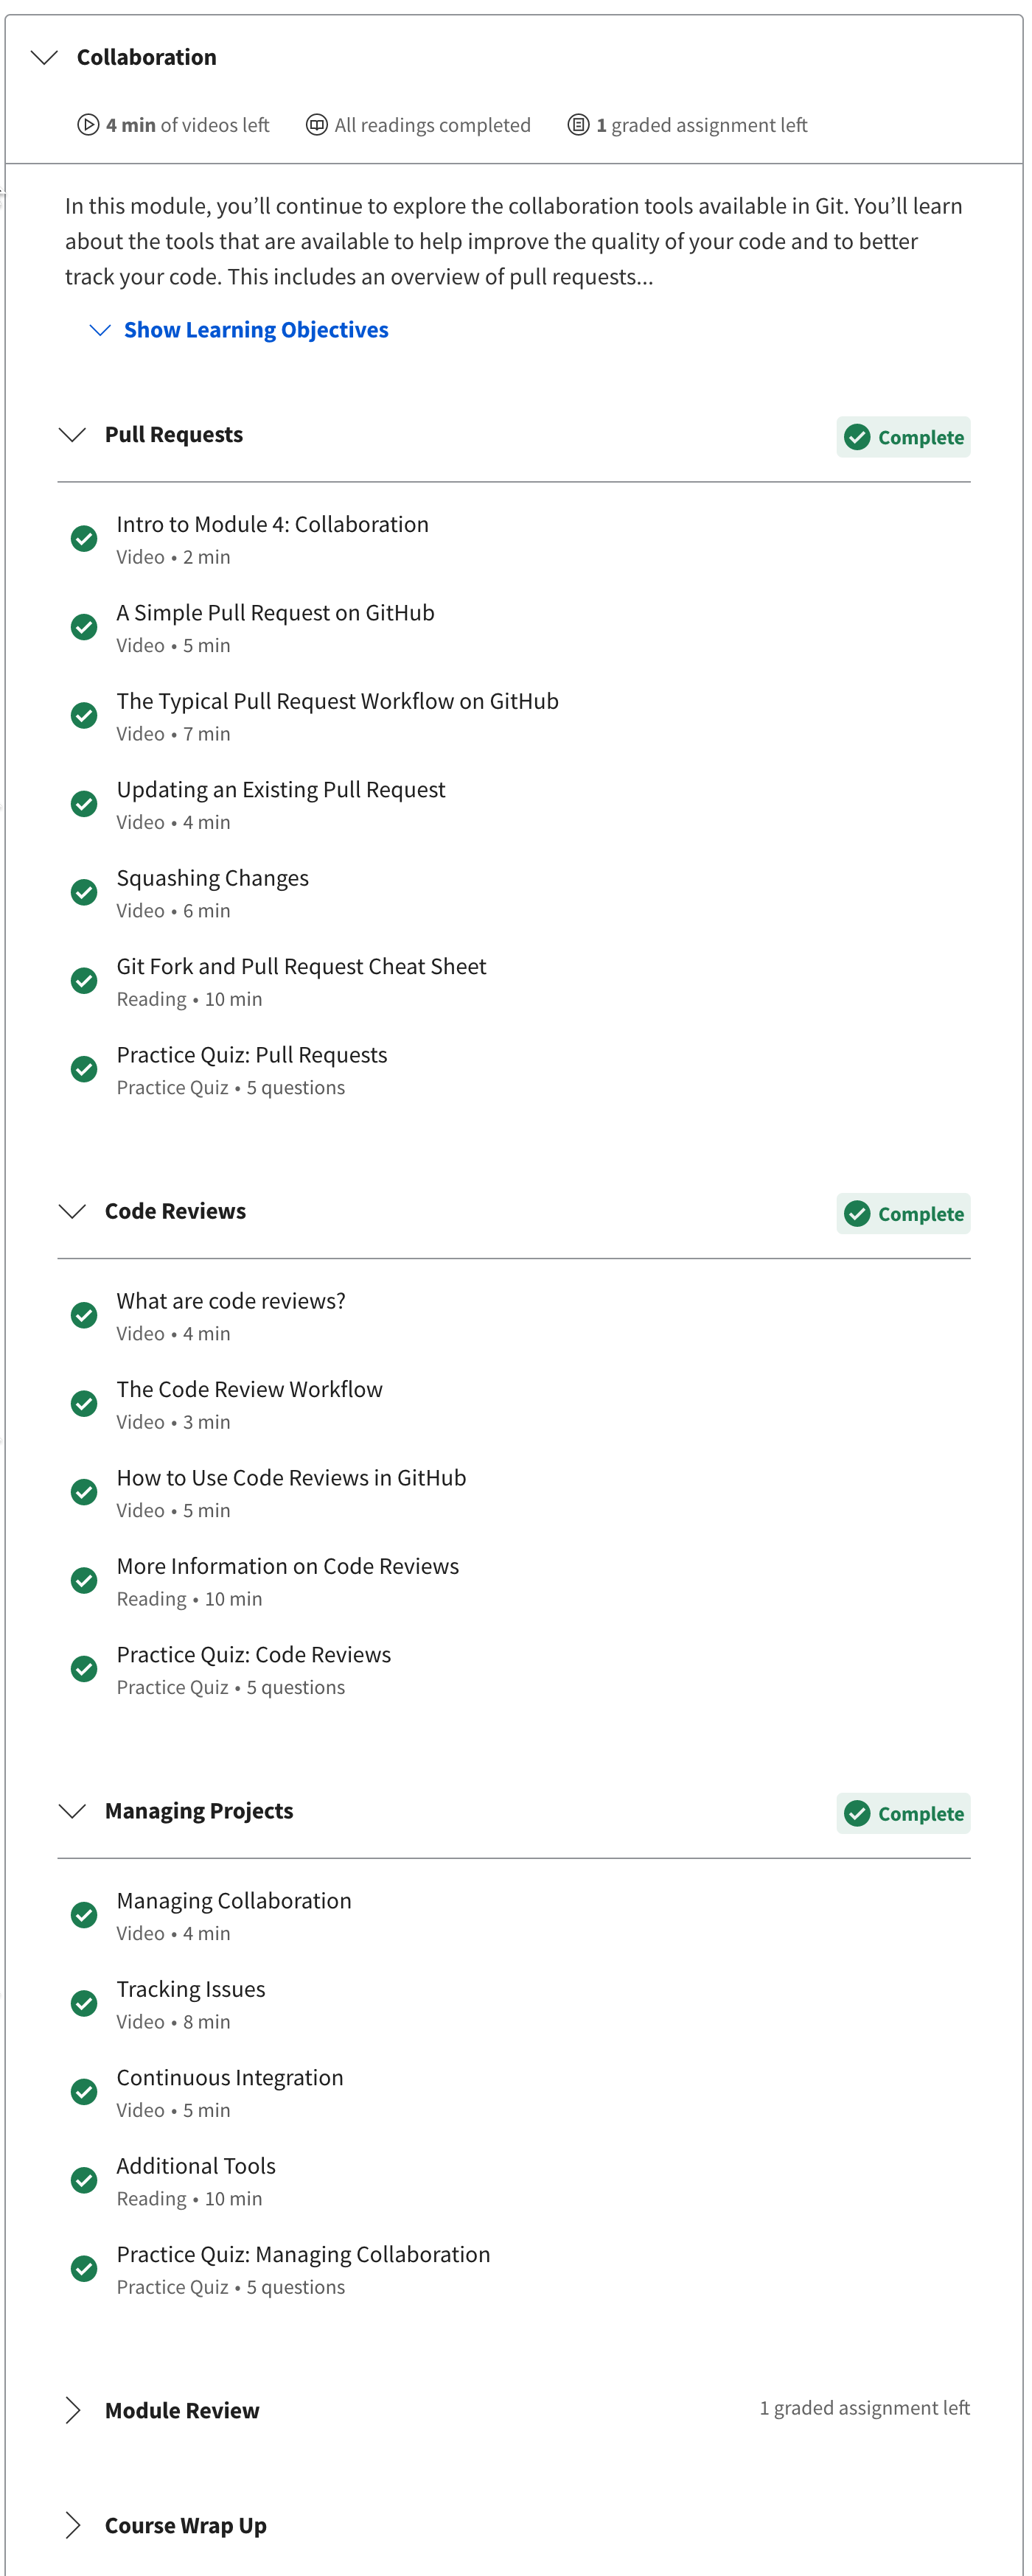 Collaboration
4 min of videos left All readings completed 1 graded assignment left
In this module, you’ll continue to explore the collaboration tools available in Git. You’ll learn
about the tools that are available to help improve the quality of your code and to better
track your code. This includes an overview of pull requests...
Show Learning Objectives
Pull Requests Complete
Intro to Module 4: Collaboration
Video • 2 min
A Simple Pull Request on GitHub
Video • 5 min
The Typical Pull Request Workflow on GitHub
Video • 7 min
Updating an Existing Pull Request
Video • 4 min
Squashing Changes
Video • 6 min
Git Fork and Pull Request Cheat Sheet
Reading • 10 min
Practice Quiz: Pull Requests
Practice Quiz • 5 questions
Code Reviews Complete
What are code reviews?
Video • 4 min
The Code Review Workflow
Video • 3 min
How to Use Code Reviews in GitHub
Video • 5 min
More Information on Code Reviews
Reading • 10 min
Practice Quiz: Code Reviews
Practice Quiz • 5 questions
Managing Projects Complete
Managing Collaboration
Video • 4 min
Tracking Issues
Video • 8 min
Continuous Integration
Video • 5 min
Additional Tools
Reading • 10 min
Practice Quiz: Managing Collaboration
Practice Quiz • 5 questions
Module Review 1 graded assignment left
Course Wrap Up